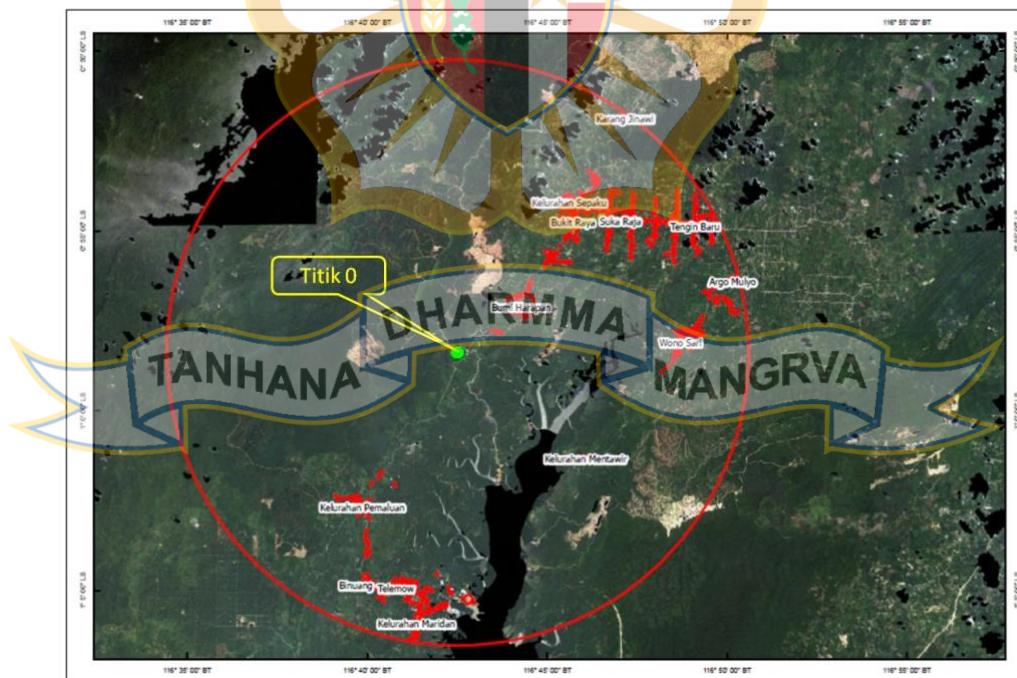 116° 35' 00" BT
116° 40' 00" BT
116° 45' 00" BT
116° 50' 00" BT
116° 55' 00" BT
Karang Jinawi
Kelurahan Sepaku
Bukit Raya
Suka Raja
Tengin Baru
Titik 0
Argo Mulyo
Bumi Harapan
Wono Sari
TANHANA
DHARMMA
MANGRVA
Kelurahan Mentawir
Kelurahan Pemaluan
Binuang
Telemow
Kelurahan Maridan
116° 35' 00" BT
116° 40' 00" BT
116° 45' 00" BT
116° 50' 00" BT
116° 55' 00" BT